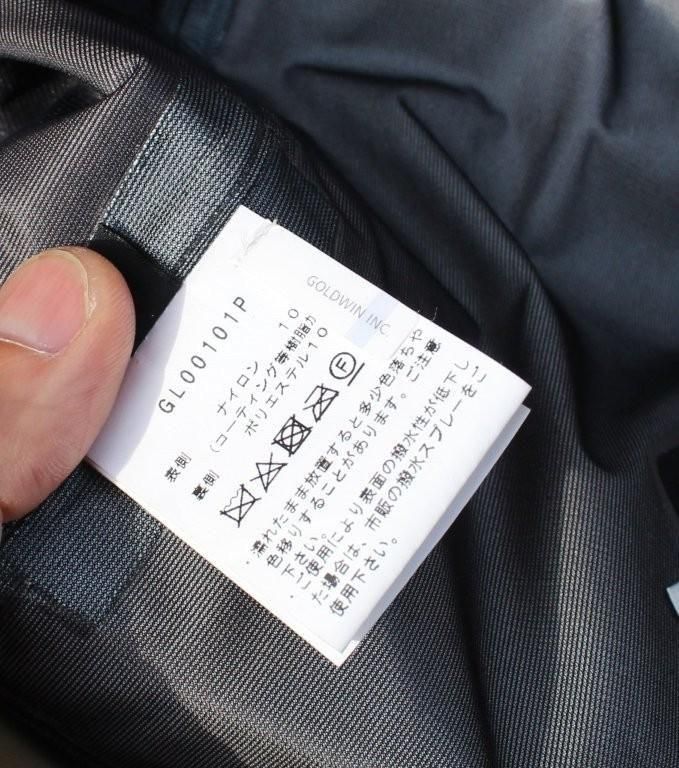 GOLDWIN INC.
GL00101P
表側 ナイロン 10
(コーティング等樹脂加
裏側 ポリエステル10
F
・濡れたまま放置すると多少色落ちや
色移りすることがあります。ご注意
下さい。
・ご使用により表面の撥水性が低下し
た場合は、市販の撥水スプレーをご
使用下さい。